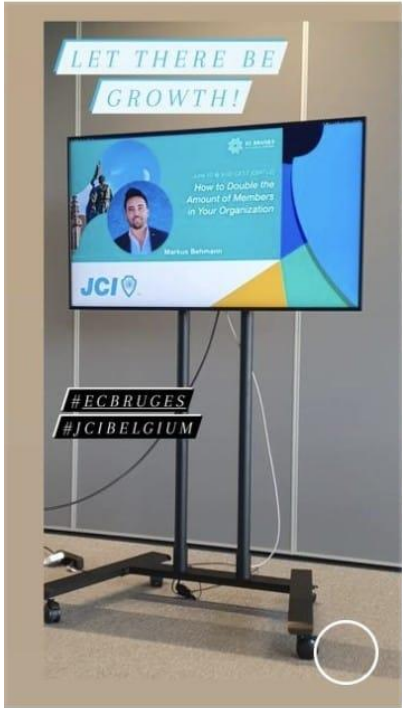 LET THERE BE
GROWTH!
EC BRUGES
How to Double the
Amount of Members
in Your Organization
Markus Behmann
JCI
#ECBRUGES
#JCIBELGIUM